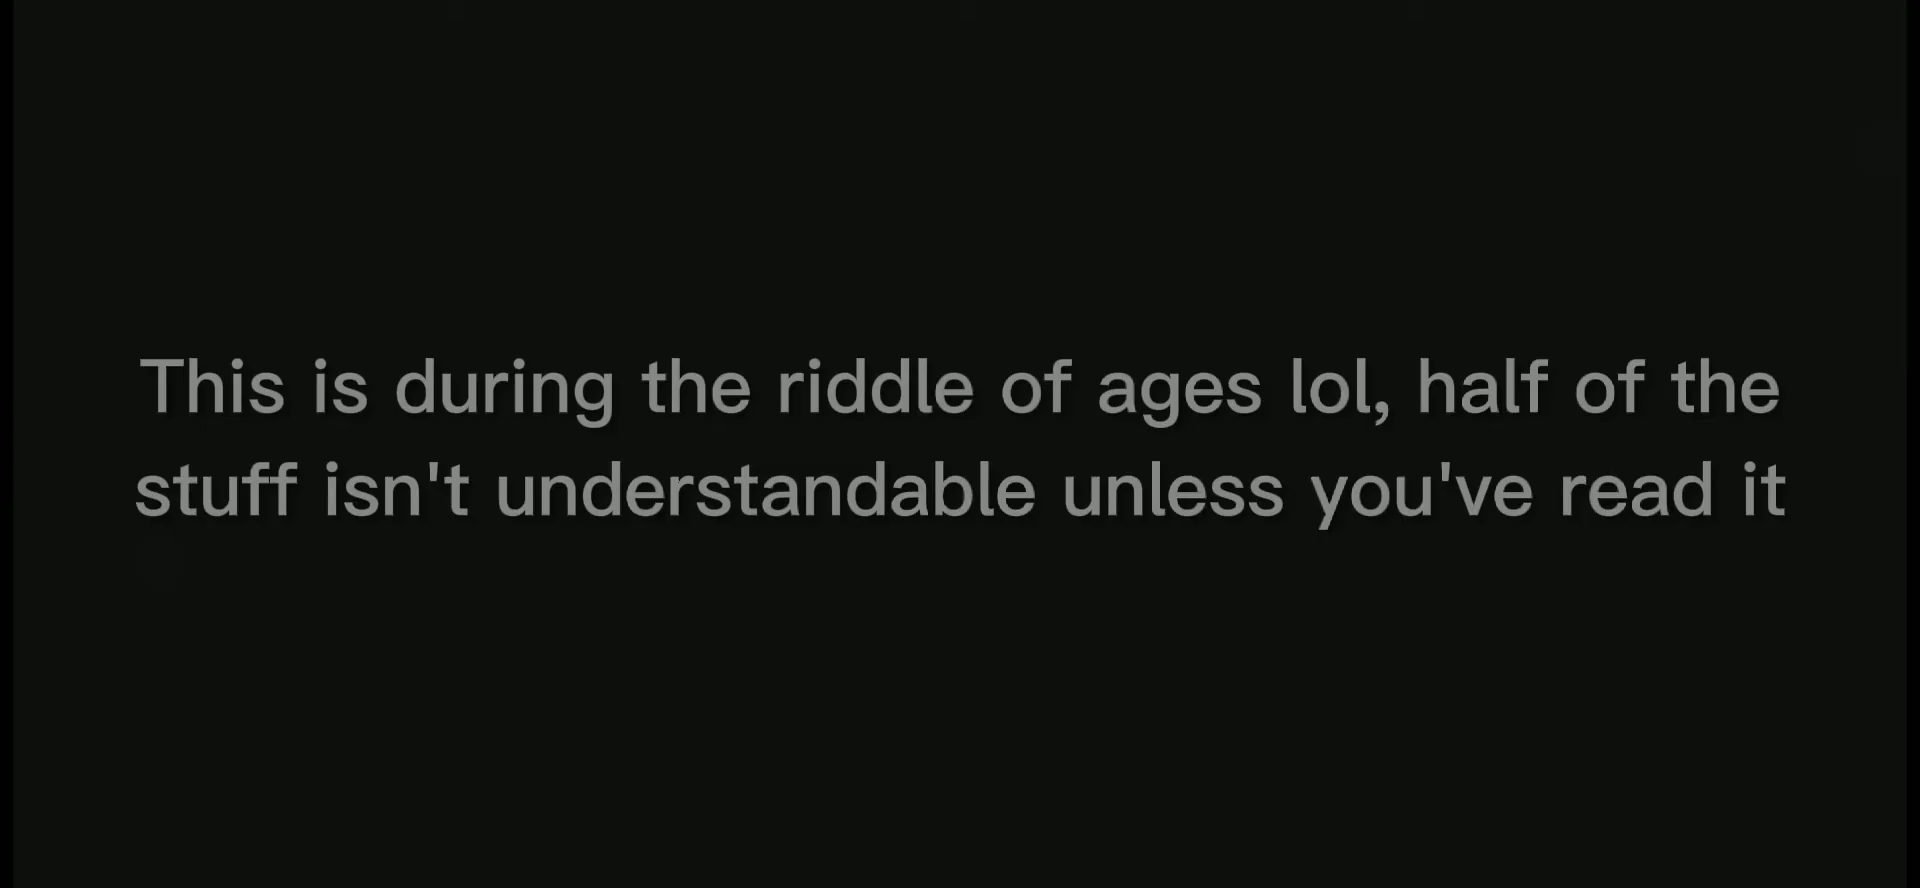 This is during the riddle of ages lol, half of the
stuff isn't understandable unless you've read it